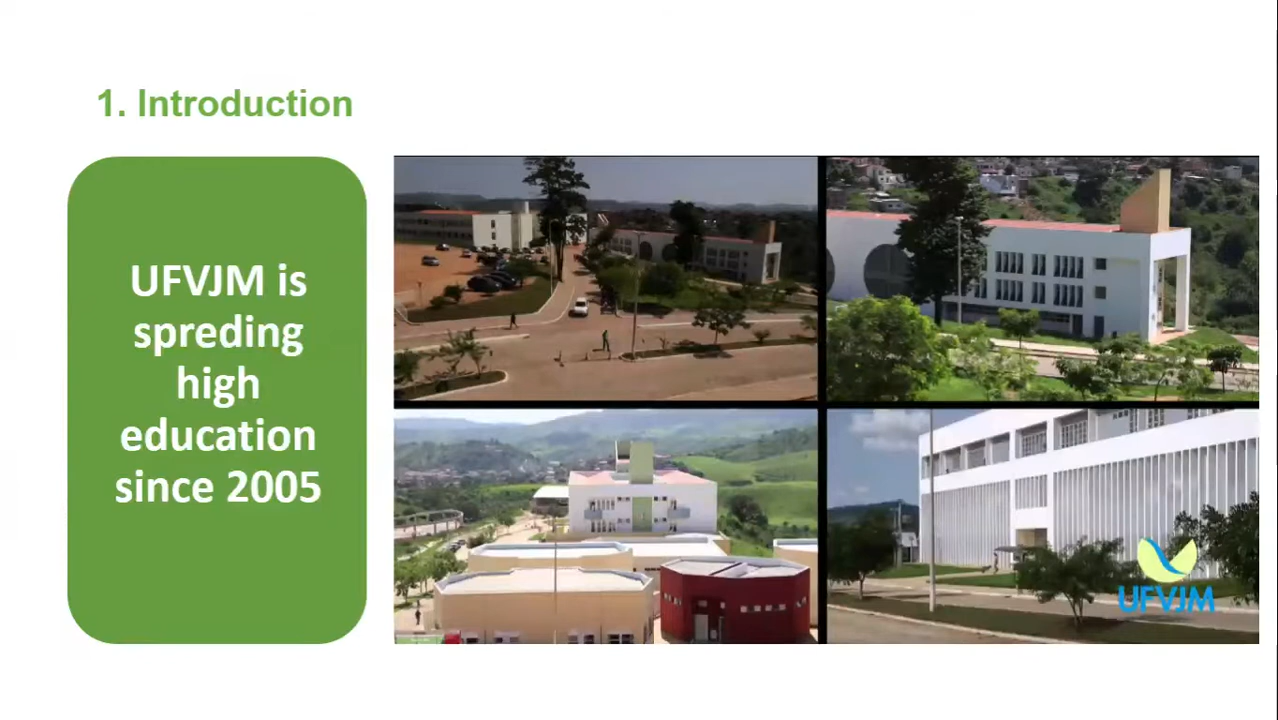 1. Introduction
UFVJM is
spreding
high
education
since 2005
UFVJM